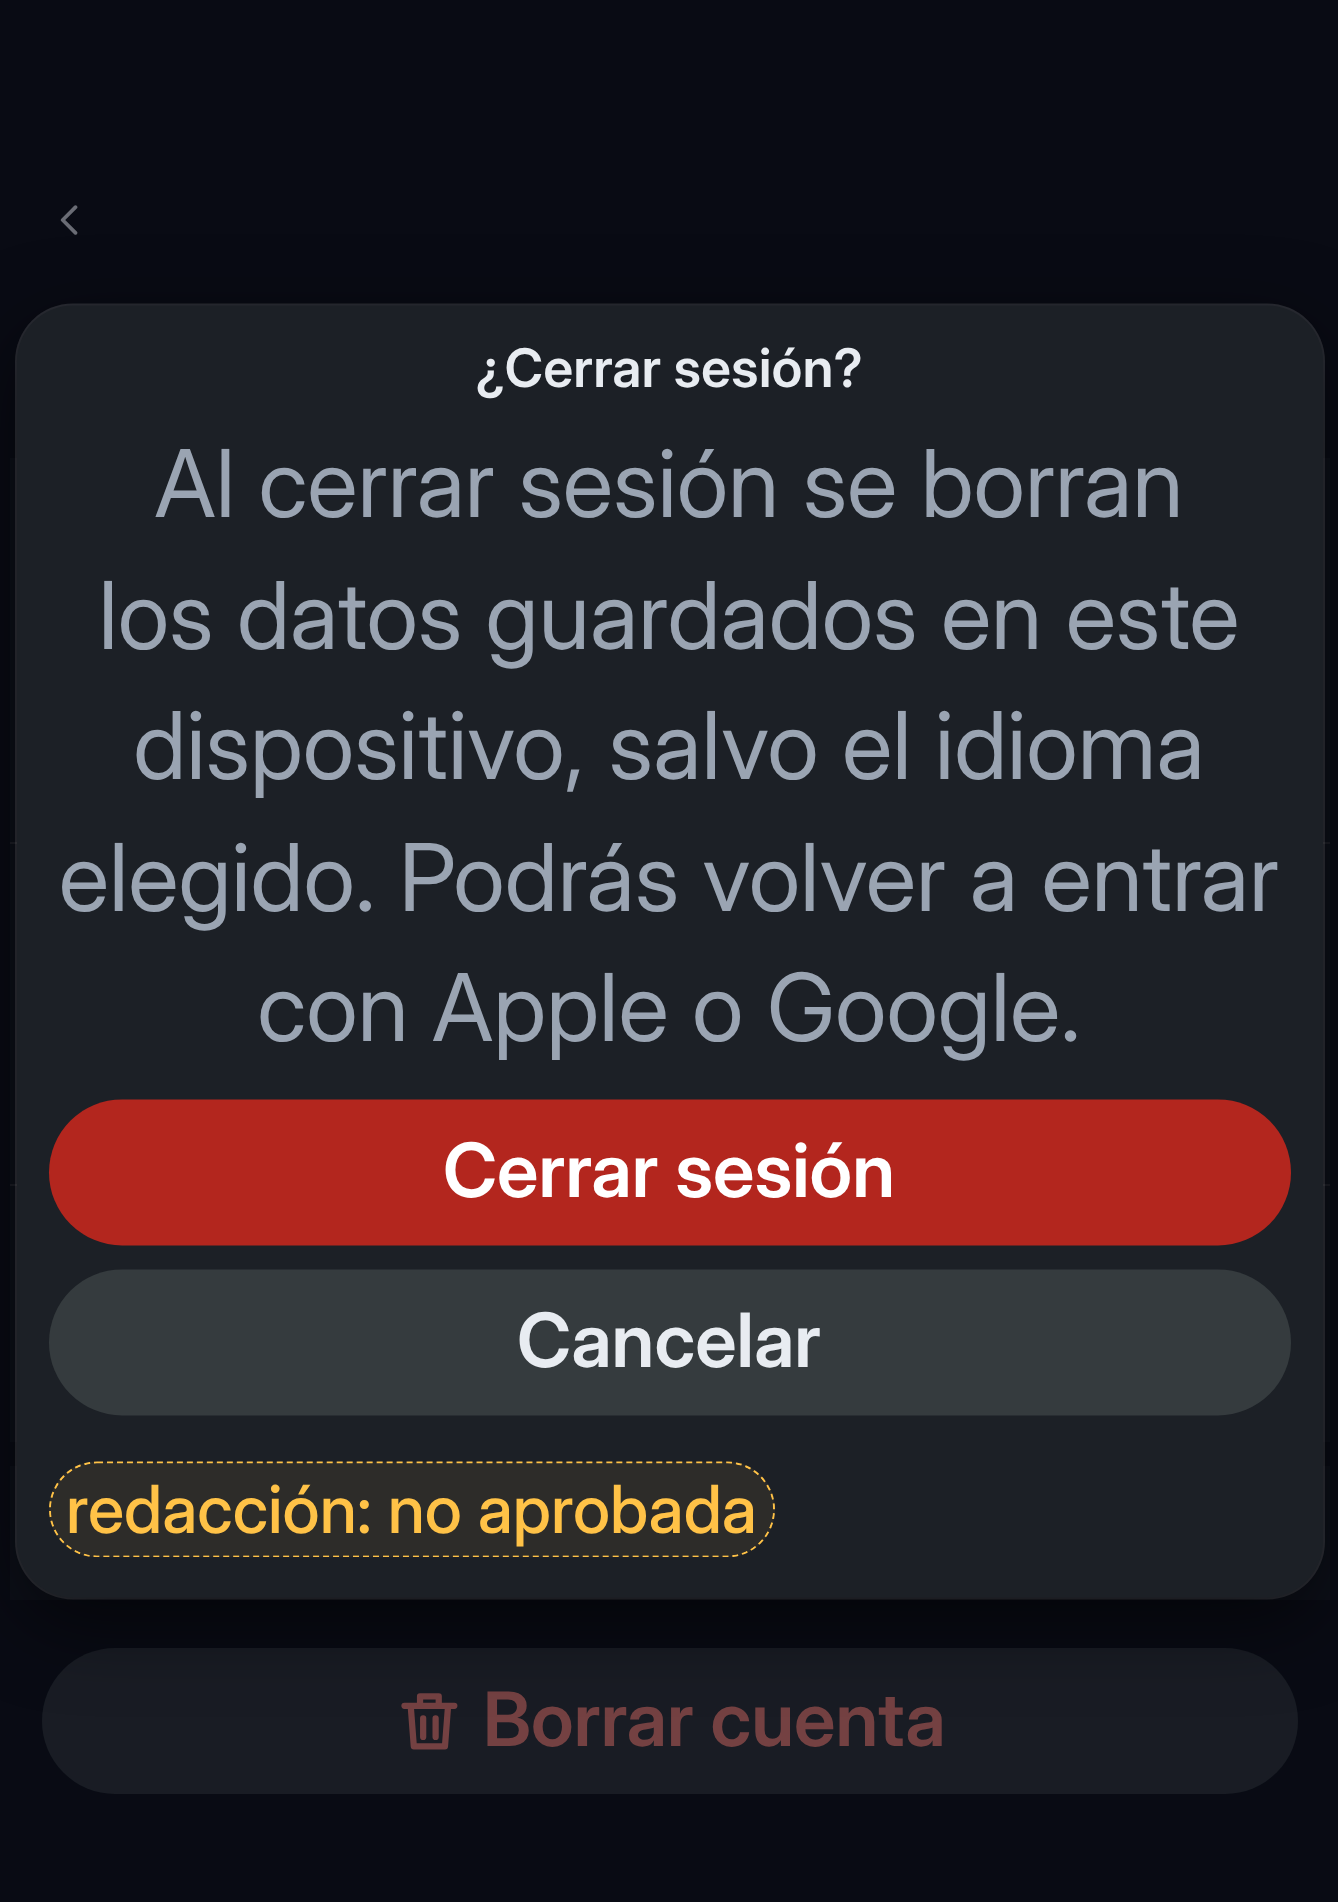 ¿Cerrar sesión?
Al cerrar sesión se borran
los datos guardados en este
dispositivo, salvo el idioma
elegido. Podrás volver a entrar
con Apple o Google.
Cerrar sesión
Cancelar
redacción: no aprobada
Borrar cuenta